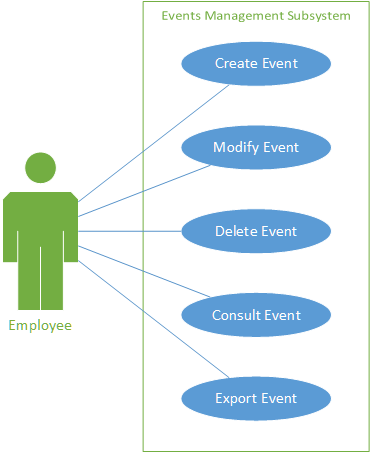 Events Management Subsystem
Create Event
Modify Event
Delete Event
Consult Event
Export Event
Employee